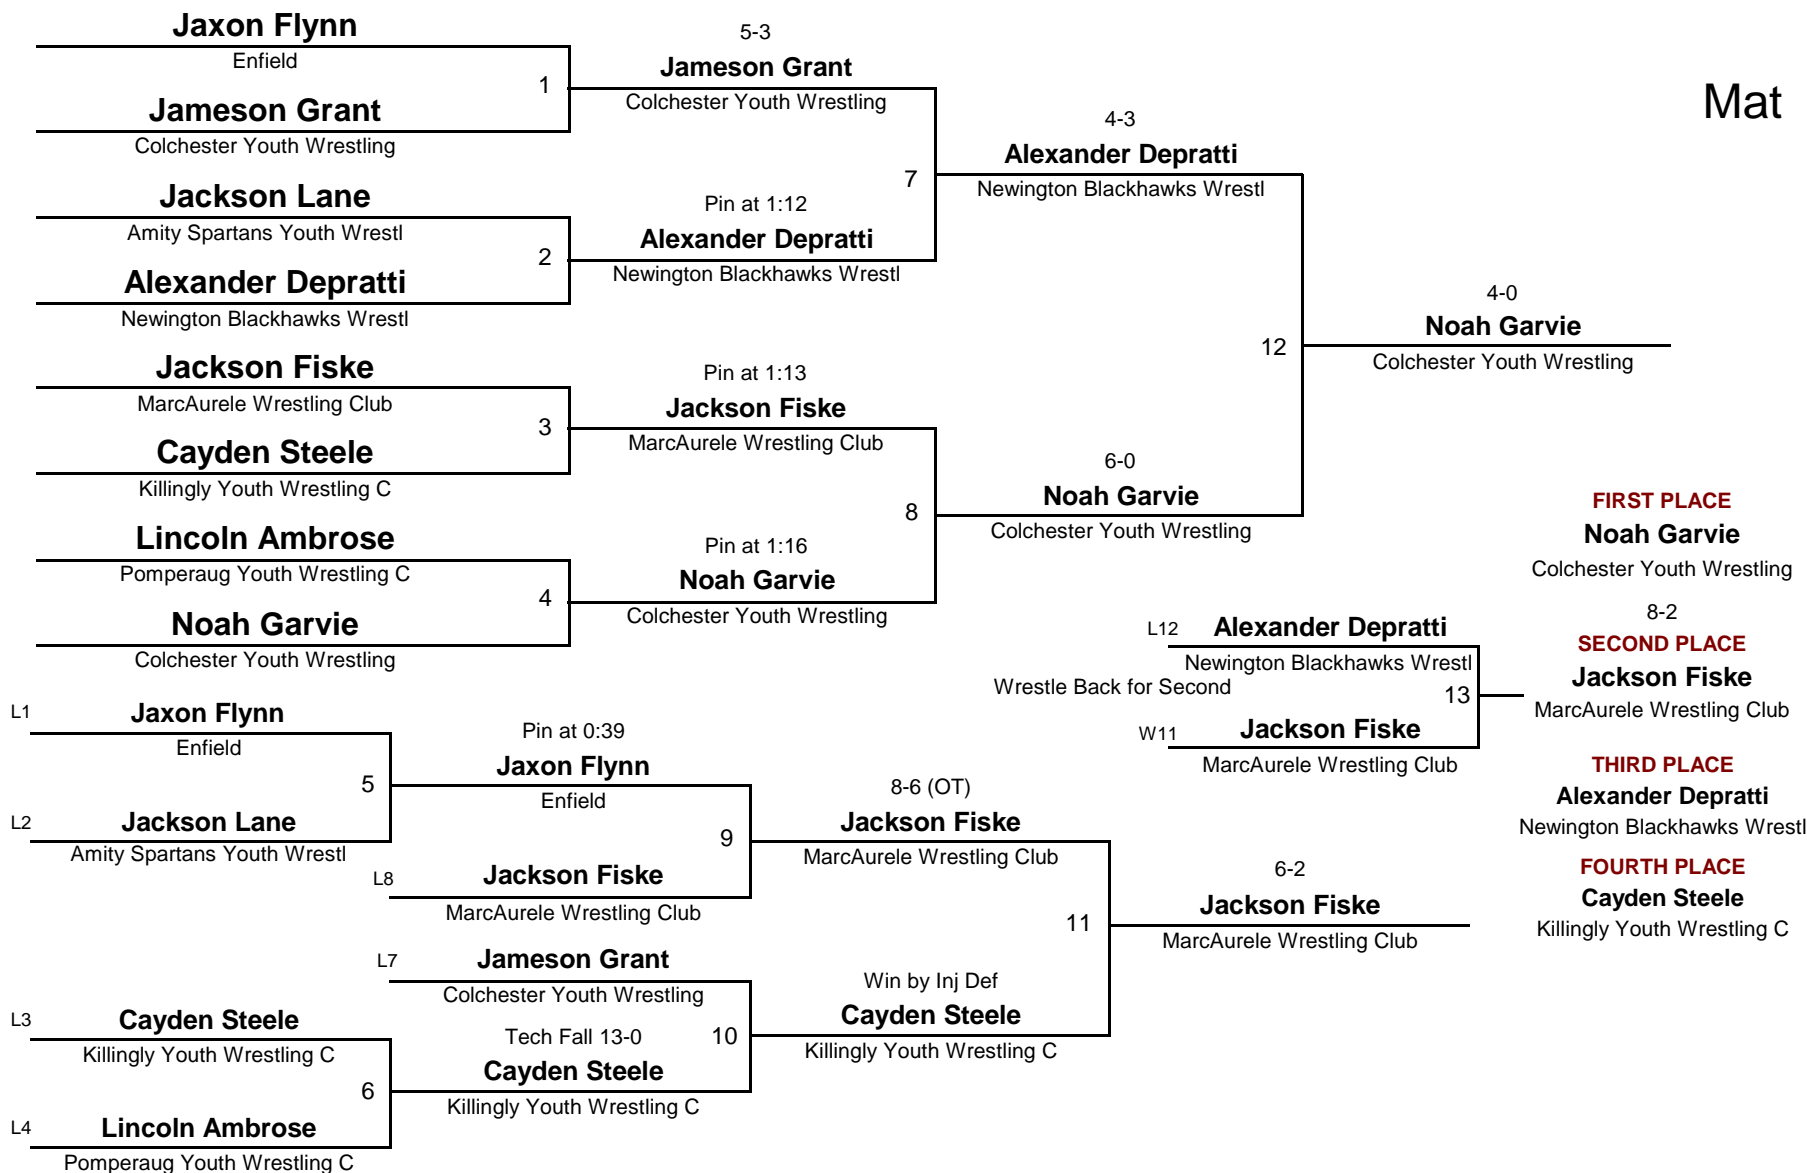 Jaxon Flynn
Enfield
1
Jameson Grant
Colchester Youth Wrestling
Jackson Lane
Amity Spartans Youth Wrestl
2
Alexander Depratti
Newington Blackhawks Wrestl
Jackson Fiske
MarcAurele Wrestling Club
3
Cayden Steele
Killingly Youth Wrestling C
Lincoln Ambrose
Pomperaug Youth Wrestling C
4
Noah Garvie
Colchester Youth Wrestling
5-3
Jameson Grant
Colchester Youth Wrestling
7
Pin at 1:12
Alexander Depratti
Newington Blackhawks Wrestl
Pin at 1:13
Jackson Fiske
MarcAurele Wrestling Club
8
Pin at 1:16
Noah Garvie
Colchester Youth Wrestling
4-3
Alexander Depratti
Newington Blackhawks Wrestl
12
6-0
Noah Garvie
Colchester Youth Wrestling
4-0
Noah Garvie
Colchester Youth Wrestling
Mat
L1 Jaxon Flynn
Enfield
5
L2 Jackson Lane
Amity Spartans Youth Wrestl
L3 Cayden Steele
Killingly Youth Wrestling C
6
L4 Lincoln Ambrose
Pomperaug Youth Wrestling C
Pin at 0:39
Jaxon Flynn
Enfield
9
L8 Jackson Fiske
MarcAurele Wrestling Club
L7 Jameson Grant
Colchester Youth Wrestling
10
Tech Fall 13-0
Cayden Steele
Killingly Youth Wrestling C
8-6 (OT)
Jackson Fiske
MarcAurele Wrestling Club
11
Win by Inj Def
Cayden Steele
Killingly Youth Wrestling C
6-2
Jackson Fiske
MarcAurele Wrestling Club
L12 Alexander Depratti
Newington Blackhawks Wrestl
Wrestle Back for Second
13
W11 Jackson Fiske
MarcAurele Wrestling Club
FIRST PLACE
Noah Garvie
Colchester Youth Wrestling
8-2
SECOND PLACE
Jackson Fiske
MarcAurele Wrestling Club
THIRD PLACE
Alexander Depratti
Newington Blackhawks Wrestl
FOURTH PLACE
Cayden Steele
Killingly Youth Wrestling C